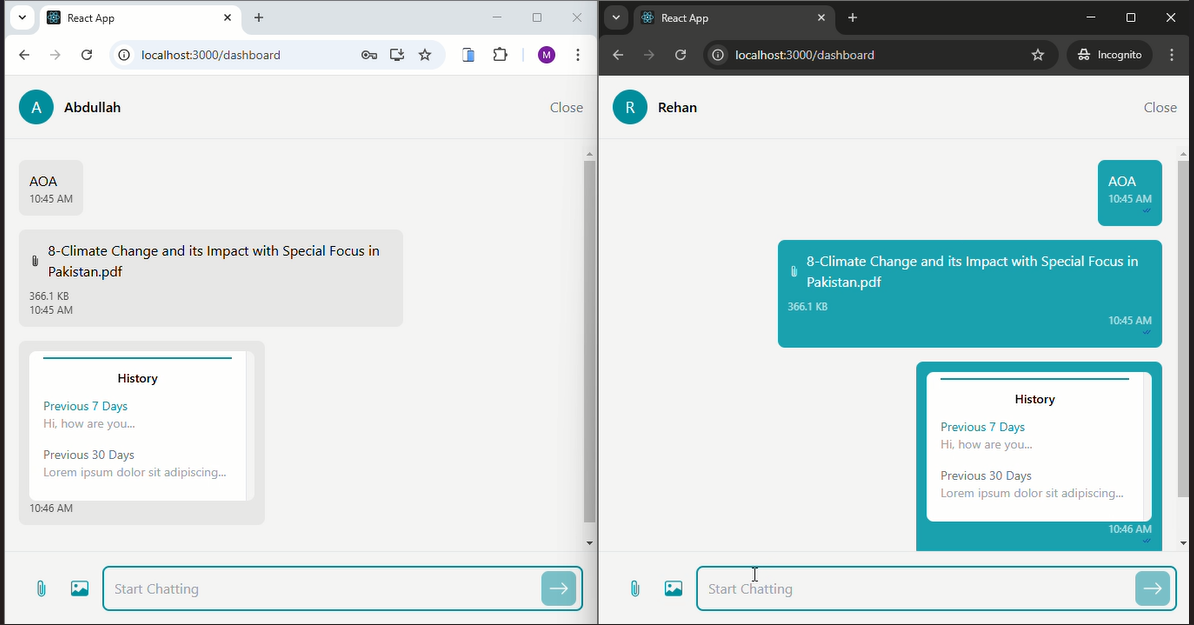 React App
localhost:3000/dashboard
M
A
Abdullah
Close
AOA
10:45 AM
8-Climate Change and its Impact with Special Focus in
Pakistan.pdf
366.1 KB
10:45 AM
History
Previous 7 Days
Hi, how are you...
Previous 30 Days
Lorem ipsum dolor sit adipiscing...
10:46 AM
Start Chatting
React App
localhost:3000/dashboard
Incognito
R
Rehan
Close
AOA
10:45 AM
8-Climate Change and its Impact with Special Focus in
Pakistan.pdf
366.1 KB
10:45 AM
History
Previous 7 Days
Hi, how are you...
Previous 30 Days
Lorem ipsum dolor sit adipiscing...
10:46 AM
Start Chatting